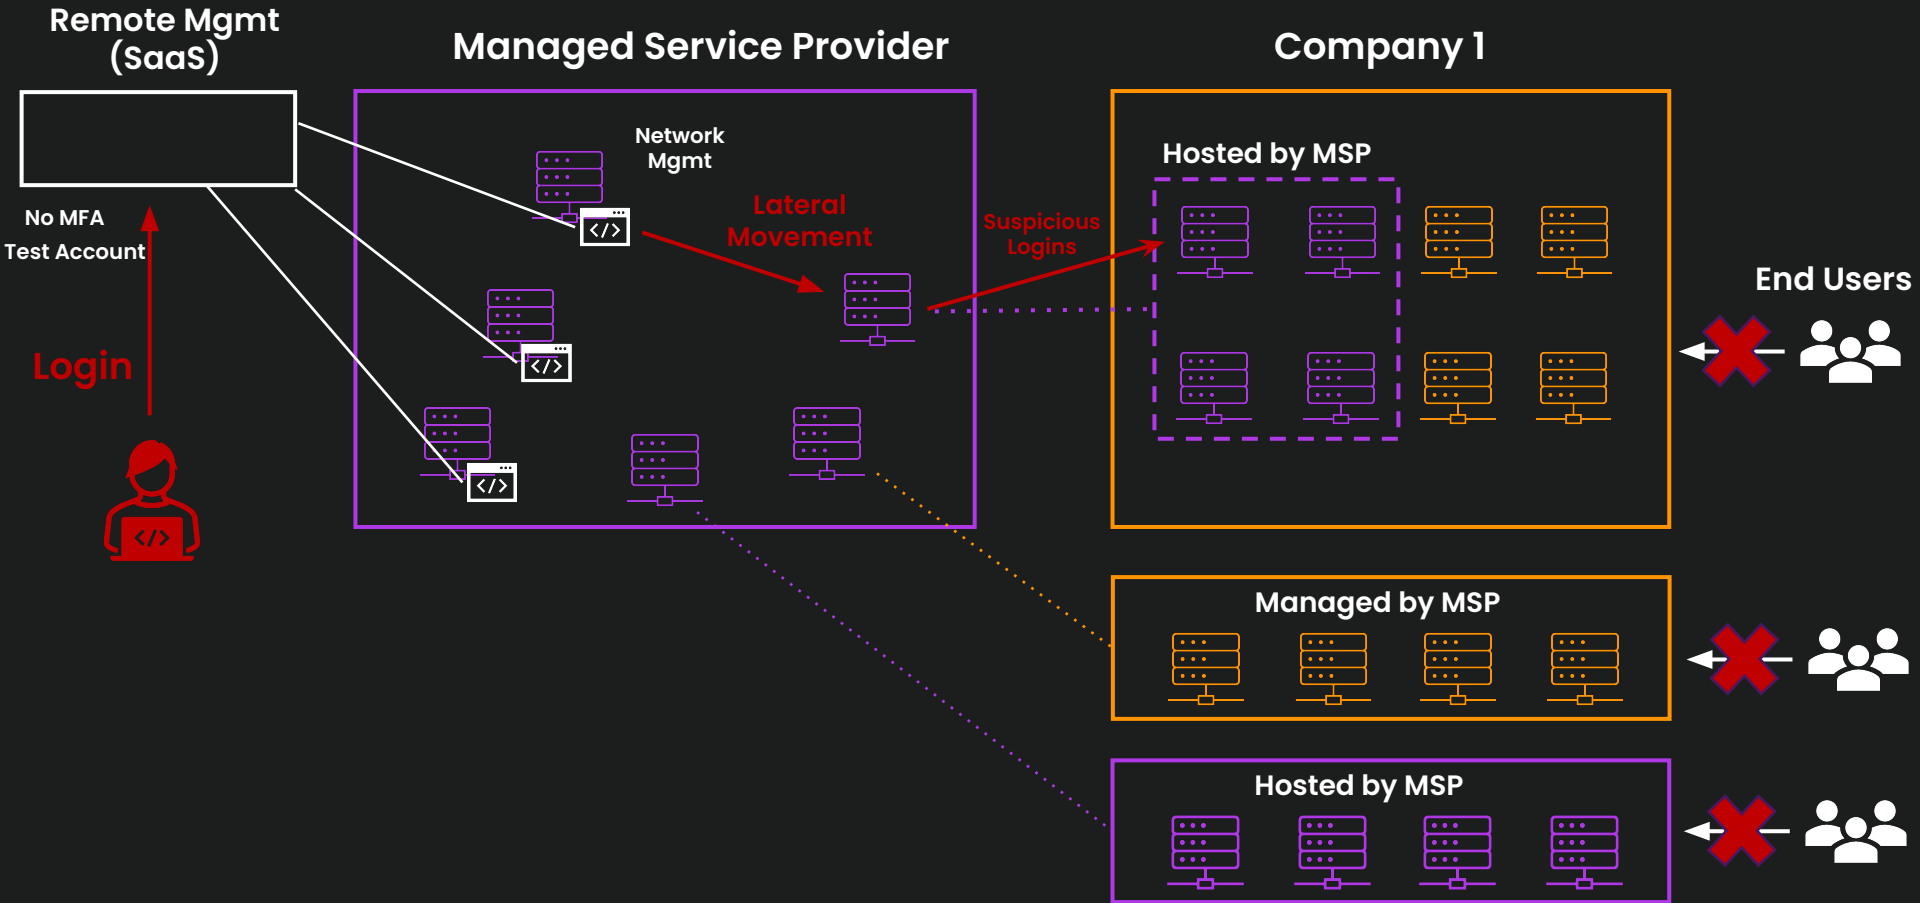 Remote Mgmt
(SaaS)
Managed Service Provider
Company 1
Network
Mgmt
Hosted by MSP
Lateral
Movement
Suspicious
Logins
No MFA
Test Account
End Users
Login
</>
</>
</>
</>
Managed by MSP
Hosted by MSP